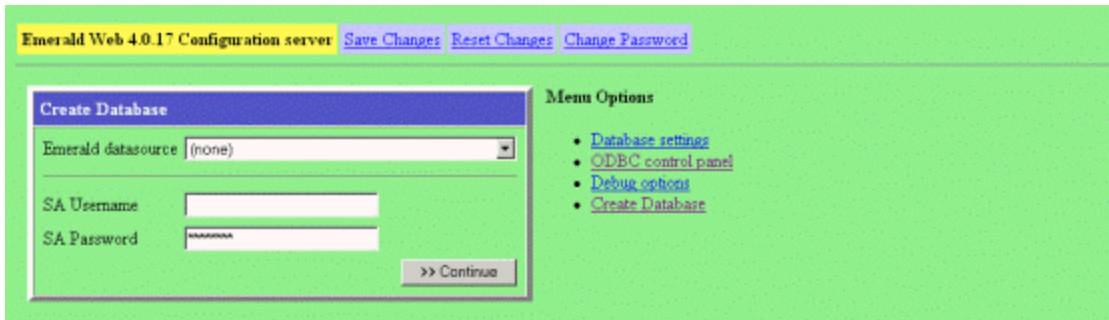 Emerald Web 4.0.17 Configuration server Save Changes Reset Changes Change Password
Create Database
Emerald datasource (none)
SA Username
SA Password ********
>> Continue
Menu Options
Database settings
ODBC control panel
Debug options
Create Database